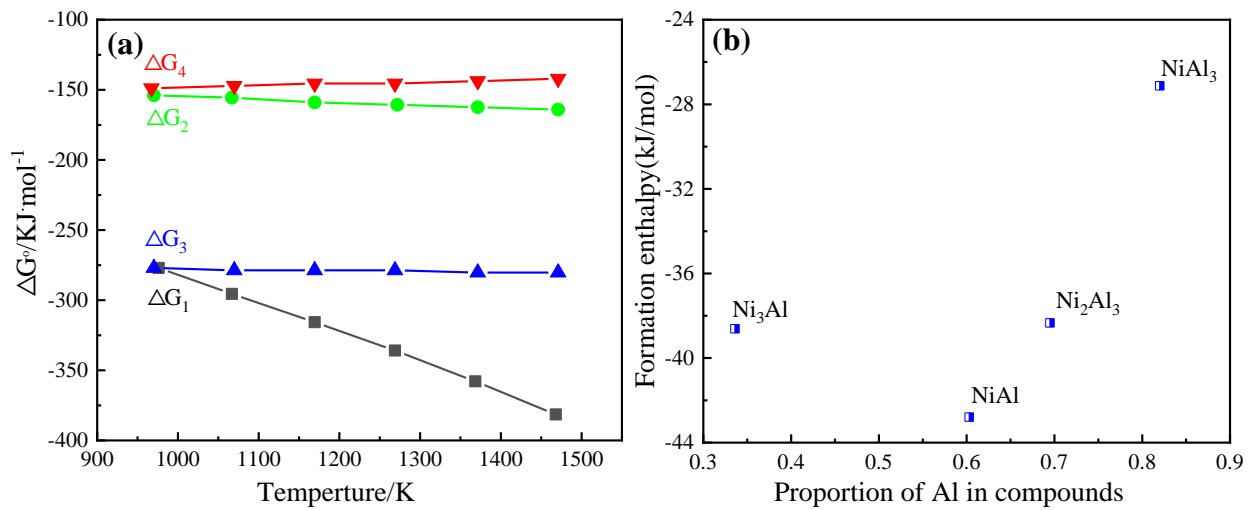 (a)
△G₄
△G₂
△G₃
△G₁
-100
-150
-200
-250
-300
-350
-400
900 1000 1100 1200 1300 1400 1500
Temperture/K
ΔG°/KJ·mol⁻¹
(b)
NiAl₃
Ni₃Al
Ni₂Al₃
NiAl
-24
-28
-32
-36
-40
-44
0.3 0.4 0.5 0.6 0.7 0.8 0.9
Proportion of Al in compounds
Formation enthalpy(kJ/mol)